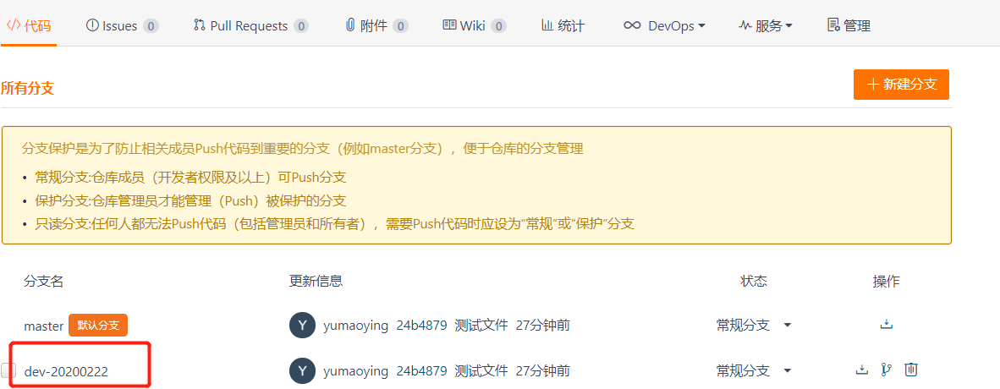 代码 Issues 0 Pull Requests 0 附件 0 Wiki 0 统计 DevOps 服务 管理
所有分支 新建分支
分支保护是为了防止相关成员Push代码到重要的分支（例如master分支），便于仓库的分支管理
• 常规分支:仓库成员（开发者权限及以上）可Push分支
• 保护分支:仓库管理员才能管理（Push）被保护的分支
• 只读分支:任何人都无法Push代码（包括管理员和所有者），需要Push代码时应设为“常规”或“保护”分支
分支名 更新信息 状态 操作
master 默认分支 Y yumaoying 24b4879 测试文件 27分钟前 常规分支
dev-20200222 Y yumaoying 24b4879 测试文件 27分钟前 常规分支